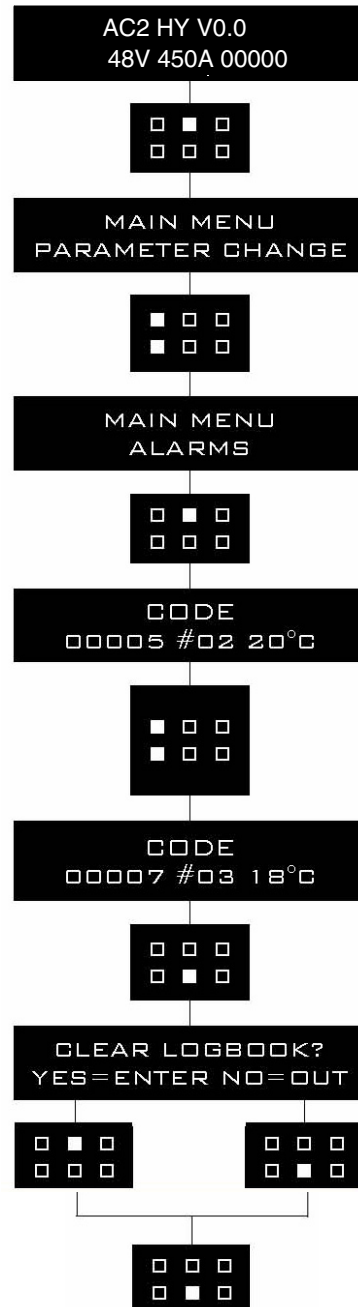 AC2 HY V0.0
48V 450A 00000
MAIN MENU
PARAMETER CHANGE
MAIN MENU
ALARMS
CODE
00005 #02 20°C
CODE
00007 #03 18°C
CLEAR LOGBOOK?
YES=ENTER NO=OUT